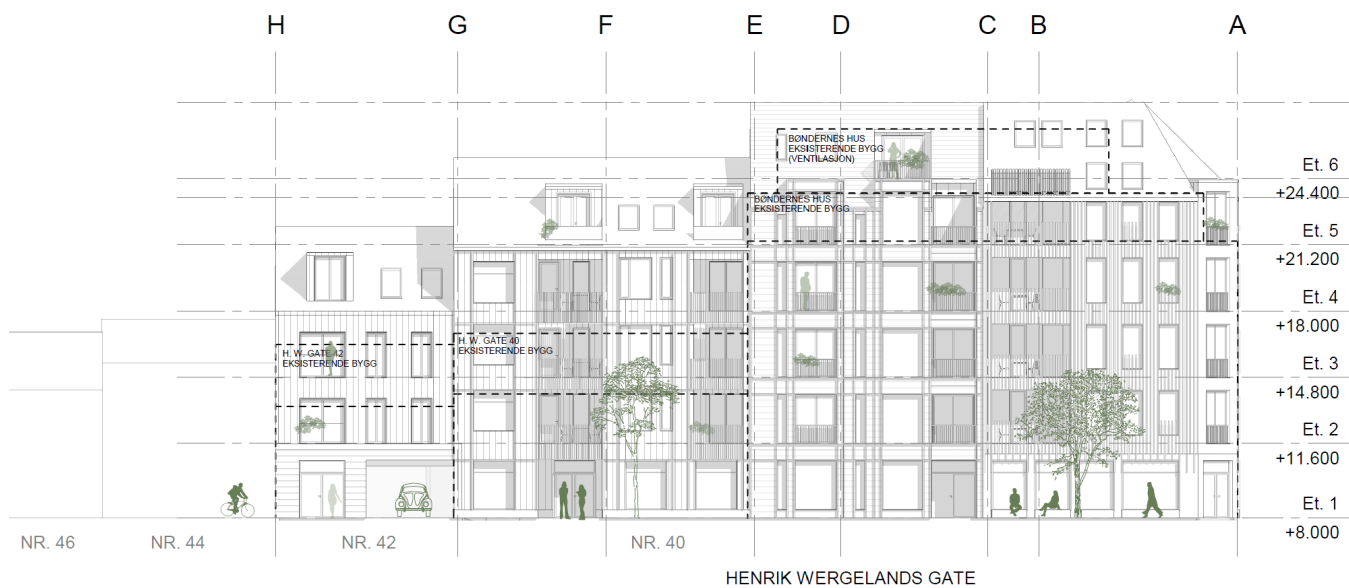 H
G
F
E
D
C
B
A
BØNDERNES HUS
EKSISTERENDE BYGG
(VENTILASJON)
Et. 6
+24.400
BØNDERNES HUS
EKSISTERENDE BYGG
Et. 5
+21.200
Et. 4
+18.000
H. W. GATE 42
EKSISTERENDE BYGG
H. W. GATE 40
EKSISTERENDE BYGG
Et. 3
+14.800
Et. 2
+11.600
Et. 1
+8.000
NR. 46
NR. 44
NR. 42
NR. 40
HENRIK WERGELANDS GATE